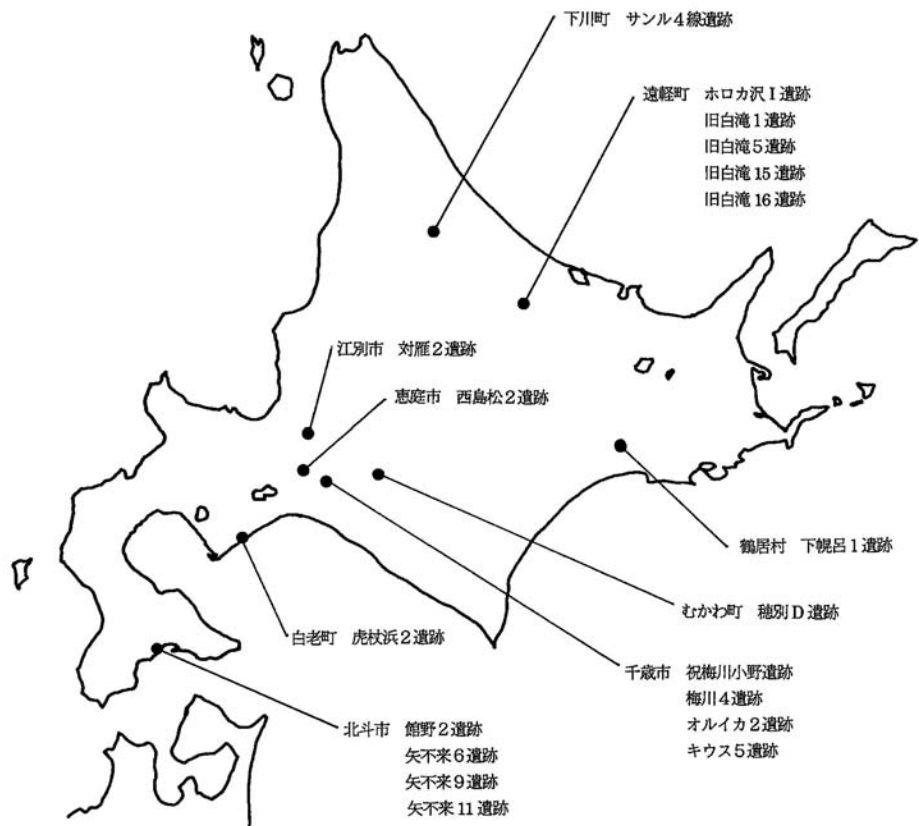 下川町 サンル4線遺跡
遠軽町 ホロカ沢Ⅰ遺跡
旧白滝1遺跡
旧白滝5遺跡
旧白滝15遺跡
旧白滝16遺跡
江別市 対雁2遺跡
恵庭市 西島松2遺跡
鶴居村 下幌呂1遺跡
むかわ町 穂別D遺跡
白老町 虎杖浜2遺跡
千歳市 祝梅川小野遺跡
梅川4遺跡
オルイカ2遺跡
キウス5遺跡
北斗市 館野2遺跡
矢不来6遺跡
矢不来9遺跡
矢不来11遺跡